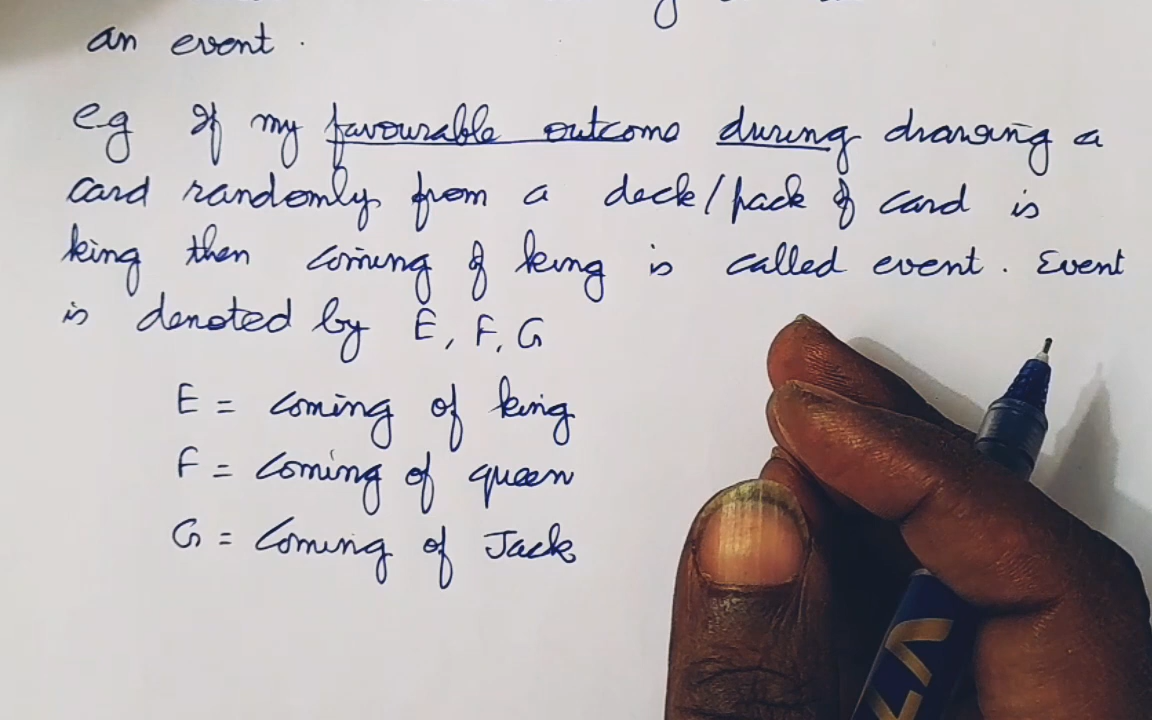 an event.
eg If my favourable outcome during drawing a
card randomly from a deck/pack of card is
king then coming of king is called event. Event
is denoted by E, F, G
E = coming of king
F = coming of queen
G = Coming of Jack